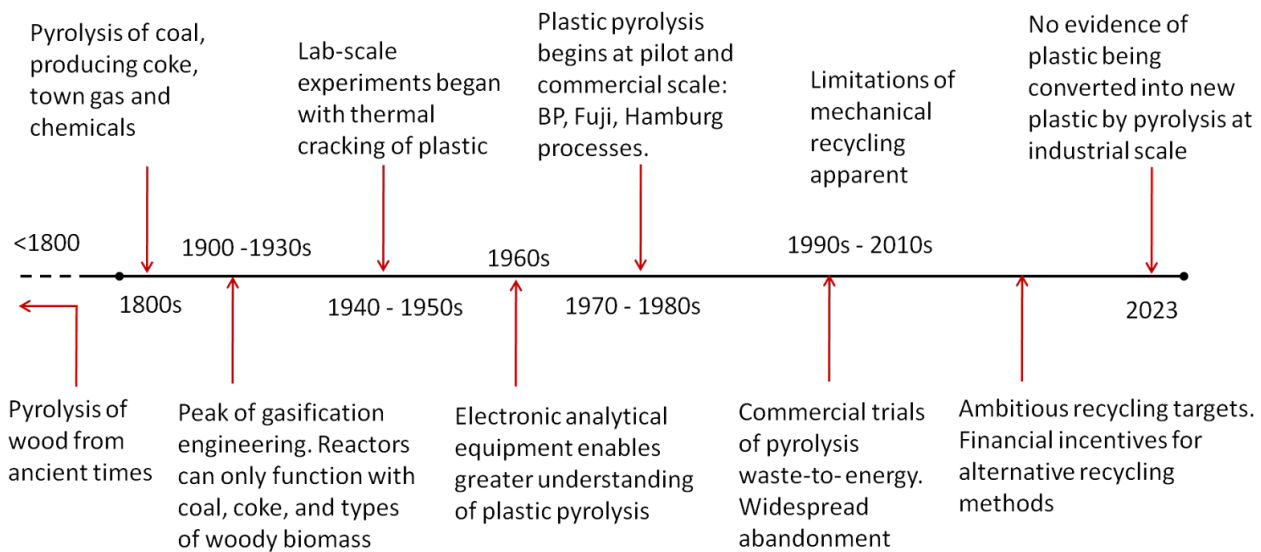 Pyrolysis of coal,
producing coke,
town gas and
chemicals
Lab-scale
experiments began
with thermal
cracking of plastic
Plastic pyrolysis
begins at pilot and
commercial scale:
BP, Fuji, Hamburg
processes.
Limitations of
mechanical
recycling
apparent
No evidence of
plastic being
converted into new
plastic by pyrolysis at
industrial scale
<1800
1900 -1930s
1960s
1990s - 2010s
1800s
1940 - 1950s
1970 - 1980s
2023
Pyrolysis of
wood from
ancient times
Peak of gasification
engineering. Reactors
can only function with
coal, coke, and types
of woody biomass
Electronic analytical
equipment enables
greater understanding
of plastic pyrolysis
Commercial trials
of pyrolysis
waste-to-energy.
Widespread
abandonment
Ambitious recycling targets.
Financial incentives for
alternative recycling
methods